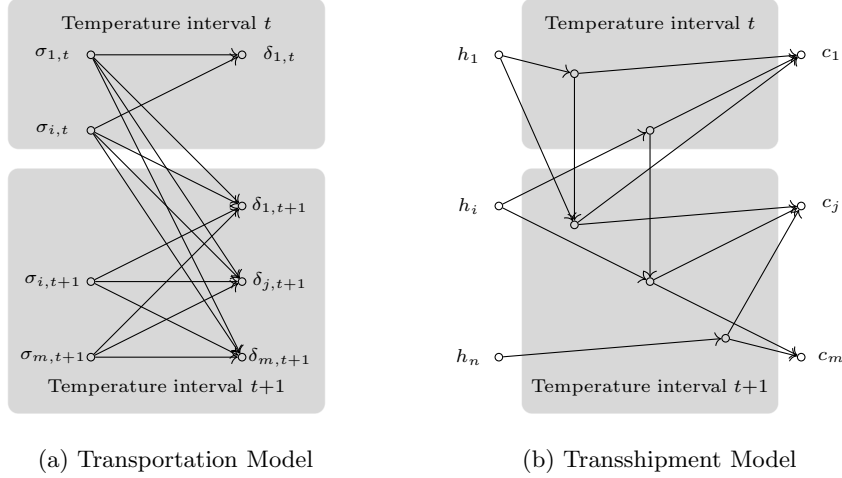 Temperature interval t
σ1,t
δ1,t
σi,t
δ1,t+1
σi,t+1
δj,t+1
σm,t+1
δm,t+1
Temperature interval t+1
(a) Transportation Model
Temperature interval t
h1
c1
hi
cj
hn
cm
Temperature interval t+1
(b) Transshipment Model